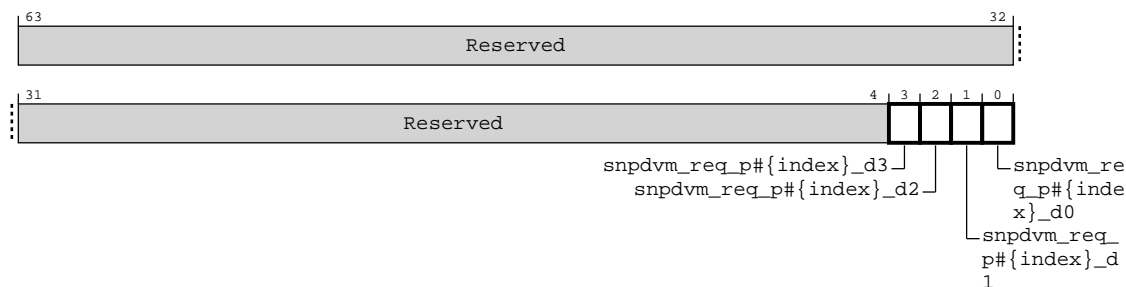 63 32
Reserved
31 4 3 2 1 0
Reserved
snpdvm_req_p#{index}_d3
snpdvm_req_p#{index}_d2
snpdvm_re
q_p#{inde
x}_d0
snpdvm_req_
p#{index}_d
1